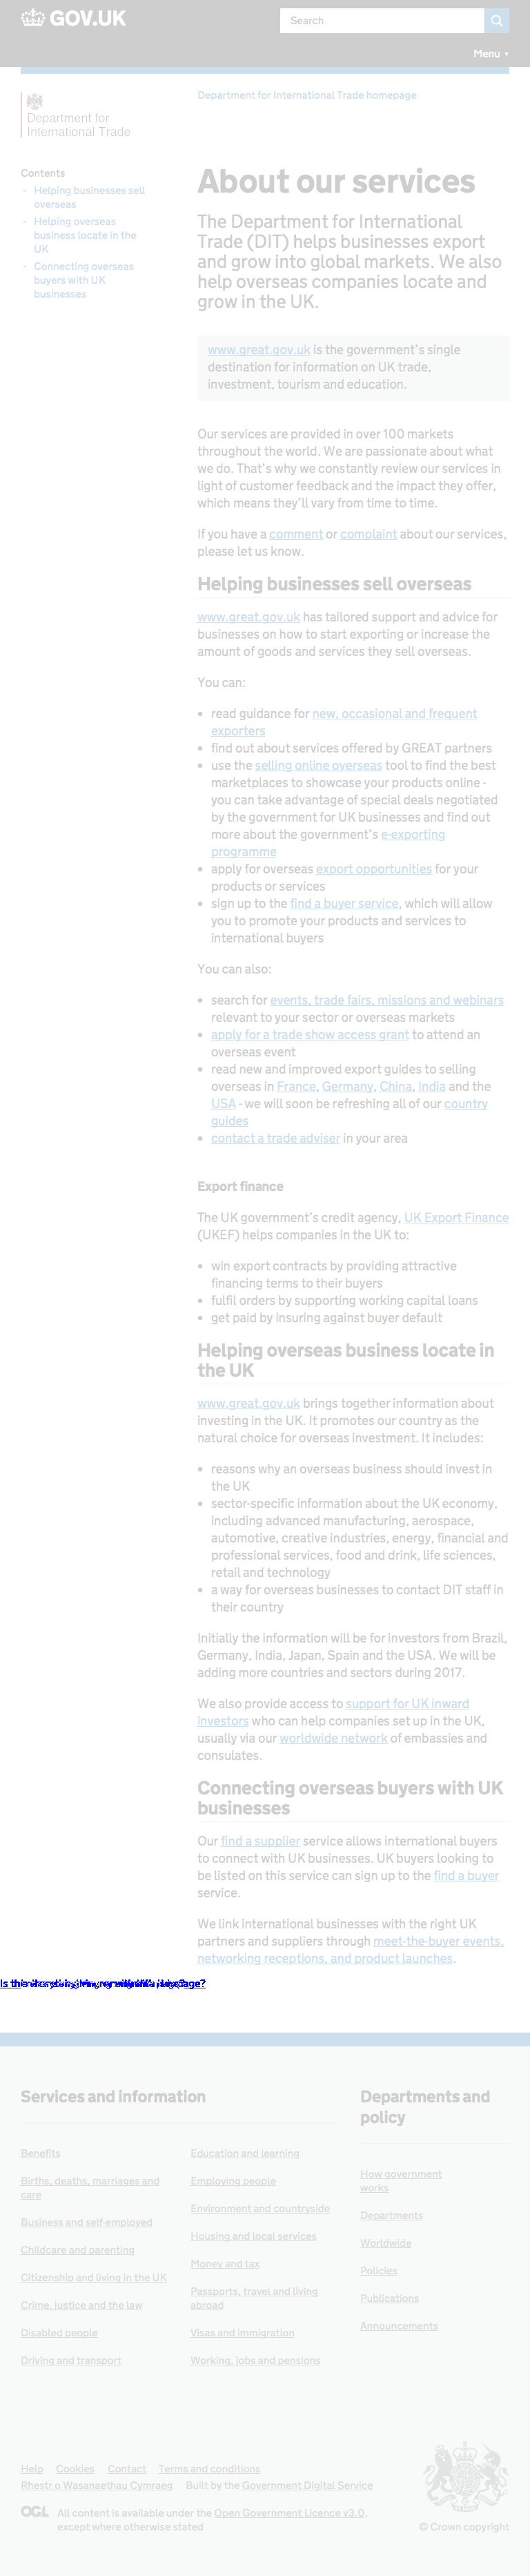 GOV.UK
Search
Menu
Department for
International Trade
Department for International Trade homepage
Contents
- Helping businesses sell
overseas
- Helping overseas
business locate in the
UK
- Connecting overseas
buyers with UK
businesses
About our services
The Department for International
Trade (DIT) helps businesses export
and grow into global markets. We also
help overseas companies locate and
grow in the UK.
www.great.gov.uk is the government's single
destination for information on UK trade,
investment, tourism and education.
Our services are provided in over 100 markets
throughout the world. We are passionate about what
we do. That's why we constantly review our services in
light of customer feedback and the impact they offer,
which means they'll vary from time to time.
If you have a comment or complaint about our services,
please let us know.
Helping businesses sell overseas
www.great.gov.uk has tailored support and advice for
businesses on how to start exporting or increase the
amount of goods and services they sell overseas.
You can:
• read guidance for new, occasional and frequent
exporters
• find out about services offered by GREAT partners
• use the selling online overseas tool to find the best
marketplaces to showcase your products online -
you can take advantage of special deals negotiated
by the government for UK businesses and find out
more about the government's e-exporting
programme
• apply for overseas export opportunities for your
products or services
• sign up to the find a buyer service, which will allow
you to promote your products and services to
international buyers
You can also:
• search for events, trade fairs, missions and webinars
relevant to your sector or overseas markets
• apply for a trade show access grant to attend an
overseas event
• read new and improved export guides to selling
overseas in France, Germany, China, India and the
USA - we will soon be refreshing all of our country
guides
• contact a trade adviser in your area
Export finance
The UK government's credit agency, UK Export Finance
(UKEF) helps companies in the UK to:
• win export contracts by providing attractive
financing terms to their buyers
• fulfil orders by supporting working capital loans
• get paid by insuring against buyer default
Helping overseas business locate in
the UK
www.great.gov.uk brings together information about
investing in the UK. It promotes our country as the
natural choice for overseas investment. It includes:
• reasons why an overseas business should invest in
the UK
• sector-specific information about the UK economy,
including advanced manufacturing, aerospace,
automotive, creative industries, energy, financial and
professional services, food and drink, life sciences,
retail and technology
• a way for overseas businesses to contact DIT staff in
their country
Initially the information will be for investors from Brazil,
Germany, India, Japan, Spain and the USA. We will be
adding more countries and sectors during 2017.
We also provide access to support for UK inward
investors who can help companies set up in the UK,
usually via our worldwide network of embassies and
consulates.
Connecting overseas buyers with UK
businesses
Our find a supplier service allows international buyers
to connect with UK businesses. UK buyers looking to
be listed on this service can sign up to the find a buyer
service.
We link international businesses with the right UK
partners and suppliers through meet-the-buyer events,
networking receptions, and product launches.
Services and information
Benefits
Births, deaths, marriages and
care
Business and self-employed
Childcare and parenting
Citizenship and living in the UK
Crime, justice and the law
Disabled people
Driving and transport
Education and learning
Employing people
Environment and countryside
Housing and local services
Money and tax
Passports, travel and living
abroad
Visas and immigration
Working, jobs and pensions
Departments and
policy
How government
works
Departments
Worldwide
Policies
Publications
Announcements
Help Cookies Contact Terms and conditions
Rhestr o Wasanaethau Cymraeg Built by the Government Digital Service
OGL All content is available under the Open Government Licence v3.0,
except where otherwise stated
© Crown copyright